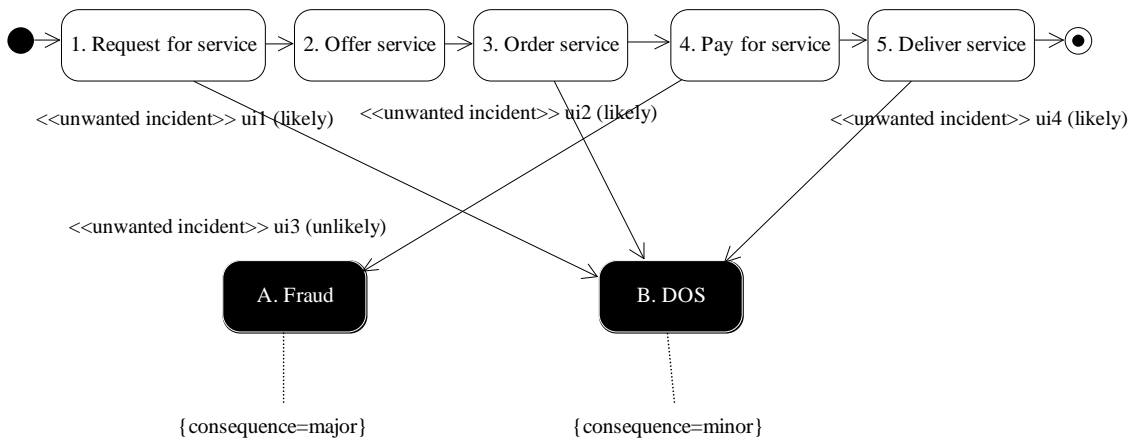 1. Request for service
2. Offer service
3. Order service
4. Pay for service
5. Deliver service
<<unwanted incident>> ui1 (likely)
<<unwanted incident>> ui2 (likely)
<<unwanted incident>> ui4 (likely)
<<unwanted incident>> ui3 (unlikely)
A. Fraud
B. DOS
{consequence=major}
{consequence=minor}